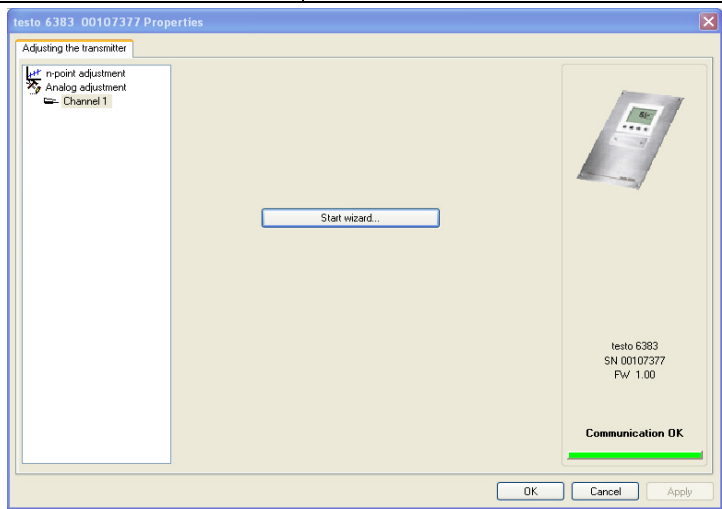 testo 6383 00107377 Properties
Adjusting the transmitter
n-point adjustment
Analog adjustment
Channel 1
Start wizard...
testo 6383
SN 00107377
FW 1.00
Communication OK
OK
Cancel
Apply